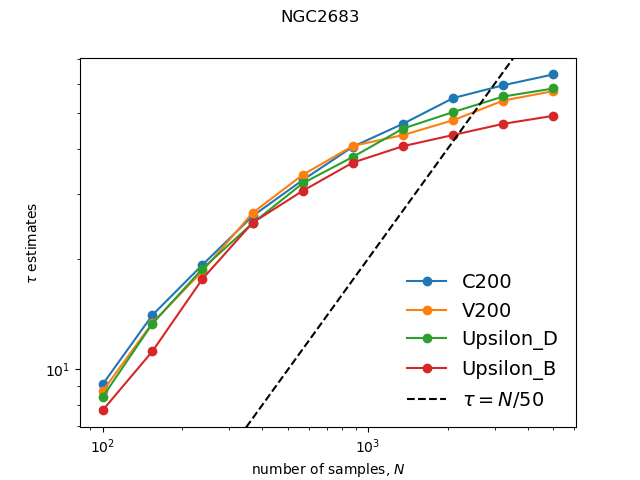 NGC2683
τ estimates
10¹
C200
V200
Upsilon_D
Upsilon_B
τ = N/50
10² 10³
number of samples, N